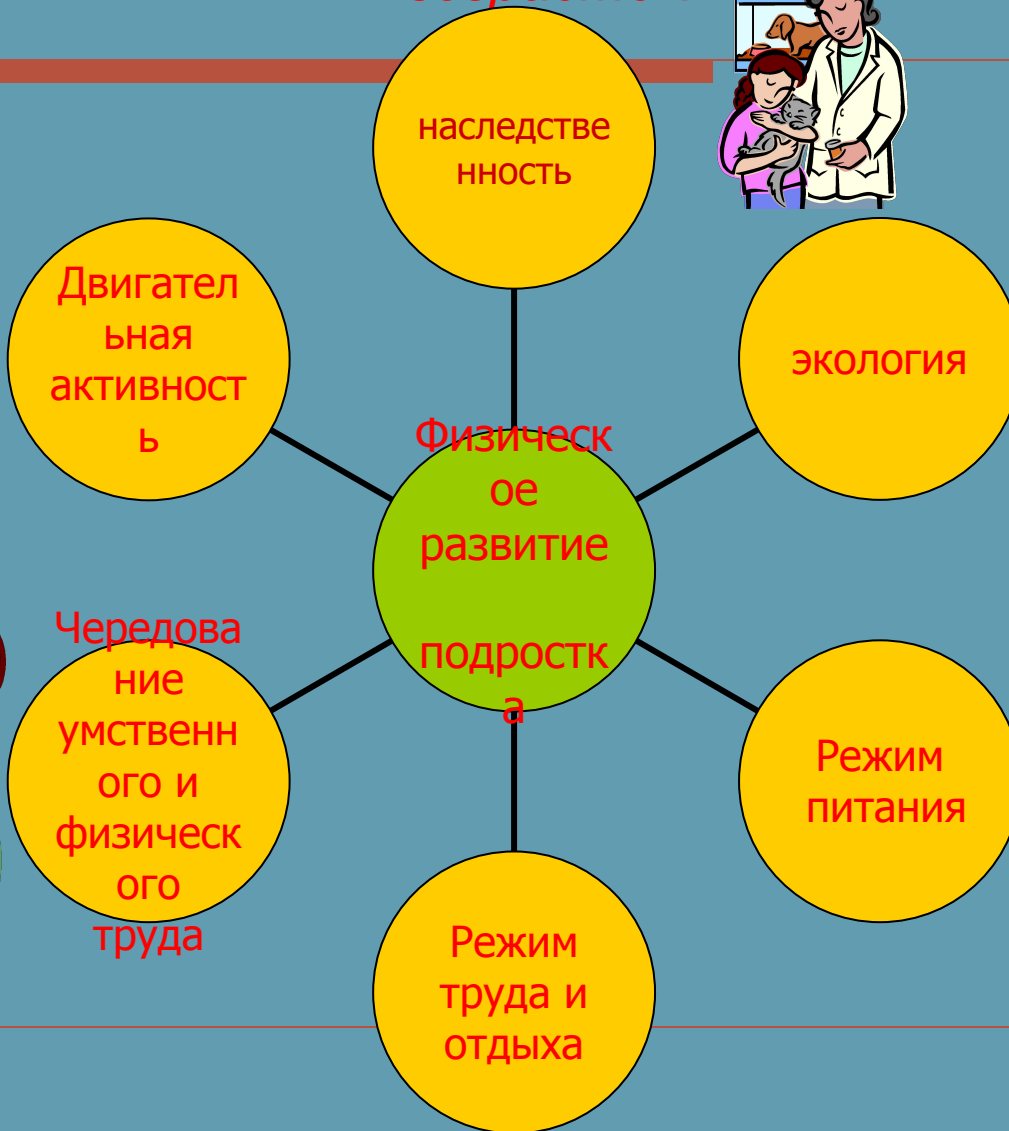 наследстве
нность
Двигател
ьная
активност
ь
экология
Физическ
ое
развитие
подростк
а
Чередова
ние
умственн
ого и
физическ
ого
труда
Режим
питания
Режим
труда и
отдыха